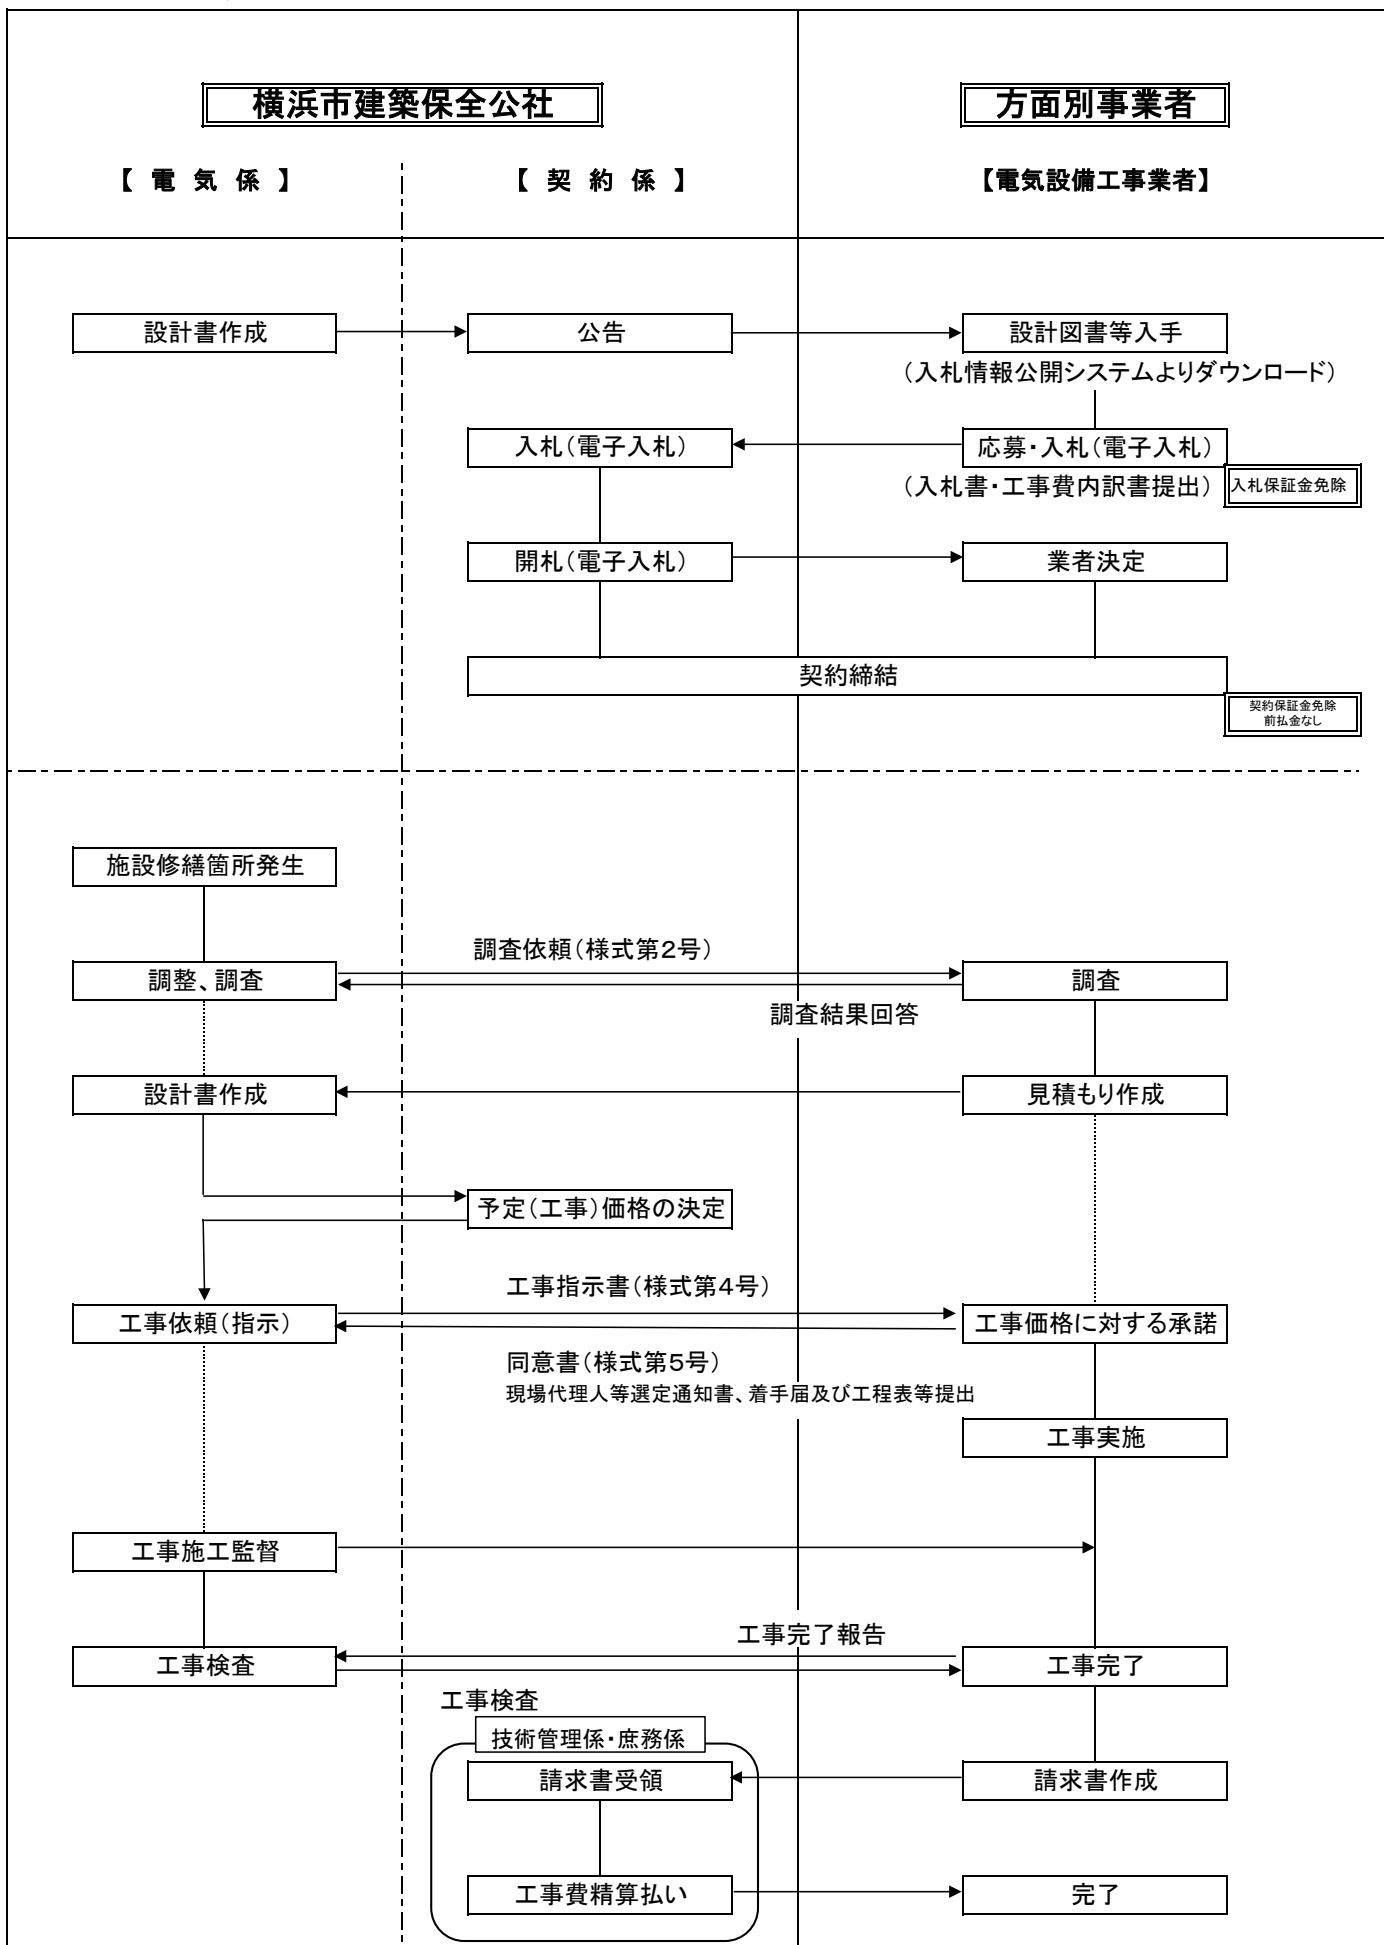 横浜市建築保全公社
方面別事業者
【 電 気 係 】
【 契 約 係 】
【電気設備工事業者】
設計書作成
公告
設計図書等入手
（入札情報公開システムよりダウンロード）
入札（電子入札）
応募・入札（電子入札）
（入札書・工事費内訳書提出）
入札保証金免除
開札（電子入札）
業者決定
契約締結
契約保証金免除
前払金なし
施設修繕箇所発生
調査依頼（様式第２号）
調整、調査
調査
調査結果回答
設計書作成
見積もり作成
予定（工事）価格の決定
工事指示書（様式第４号）
工事依頼（指示）
工事価格に対する承諾
同意書（様式第５号）
現場代理人等選定通知書、着手届及び工程表等提出
工事実施
工事施工監督
工事完了報告
工事検査
工事完了
工事検査
技術管理係・庶務係
請求書受領
請求書作成
工事費精算払い
完了